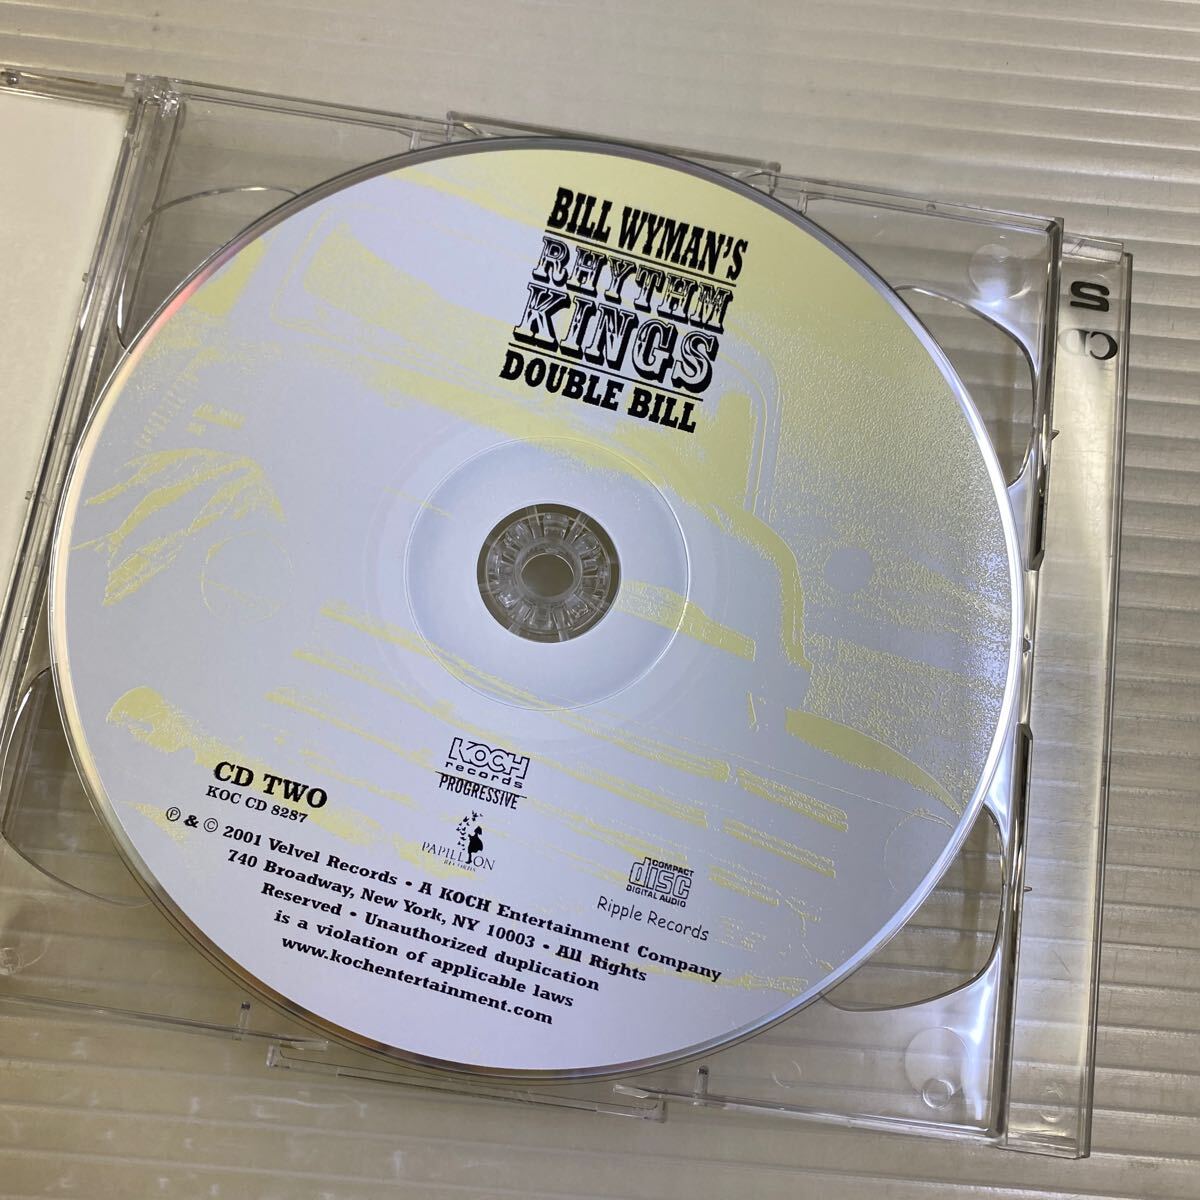 BILL WYMAN'S
RHYTHM
KINGS
DOUBLE BILL
KOCH
records
PROGRESSIVE
CD TWO
KOC CD 8287
PAPILLON
RECORDS
COMPACT
disc
DIGITAL AUDIO
Ripple Records
℗ & © 2001 Velvel Records • A KOCH Entertainment Company
740 Broadway, New York, NY 10003 • All Rights
Reserved • Unauthorized duplication
is a violation of applicable laws
www.kochentertainment.com